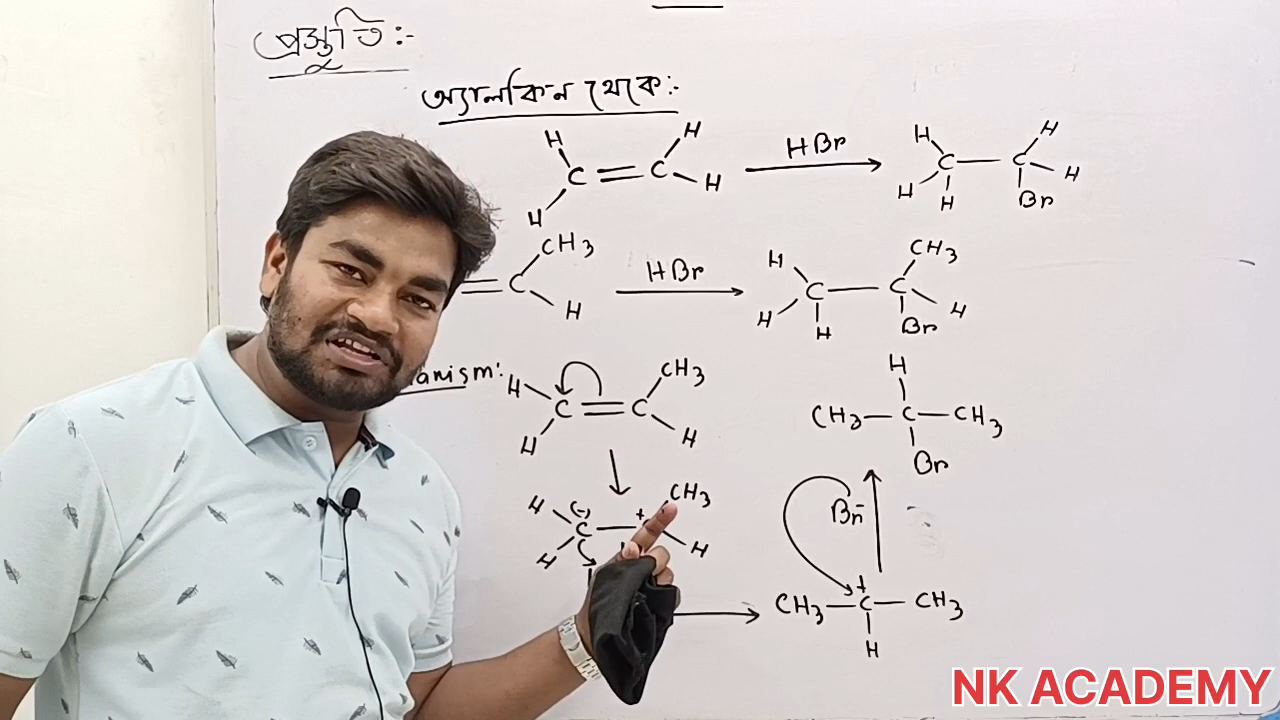 প্রস্তুতি :-
অ্যালকিন থেকে :-
H H H H
C = C HBr C — C
H H H H Br H
CH3 H CH3
= C HBr C — C
H H H Br H
anism :
H CH3 H
C = C CH3 — C — CH3
H H Br
H (-) + CH3 Br-
C — H
H
CH3 — C+ — CH3
H
NK ACADEMY